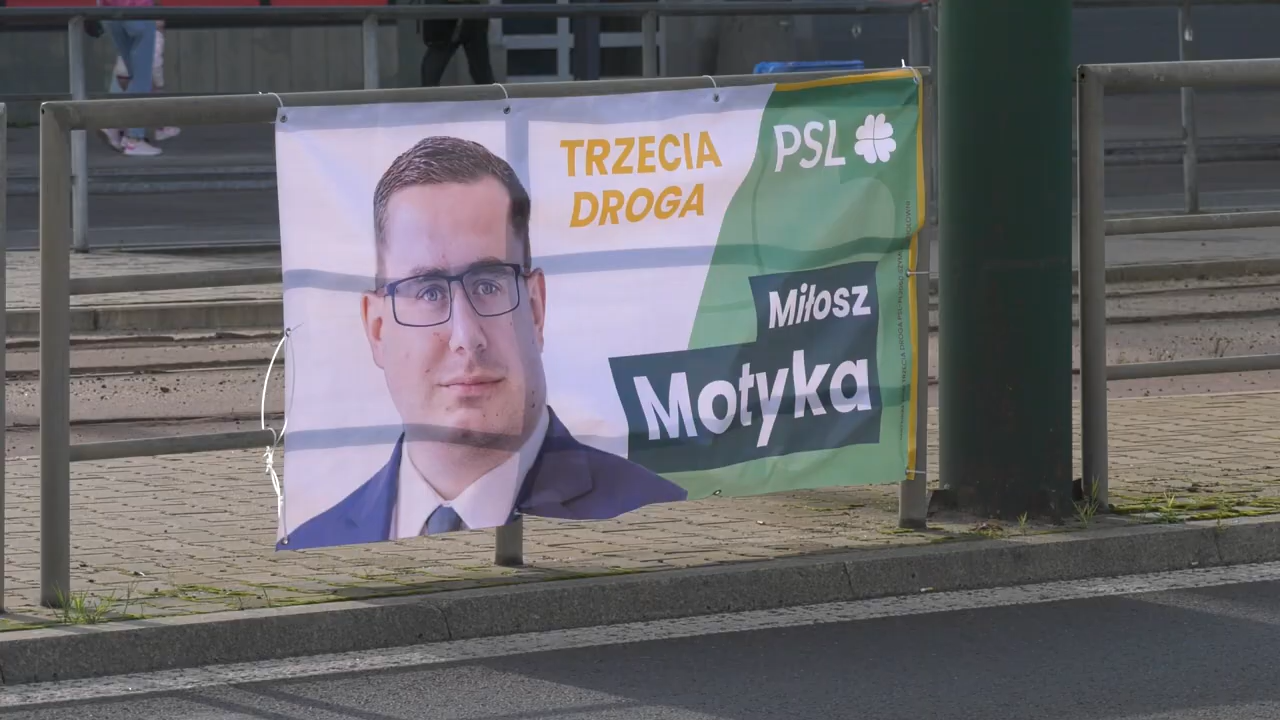 TRZECIA
DROGA
PSL
Miłosz
Motyka